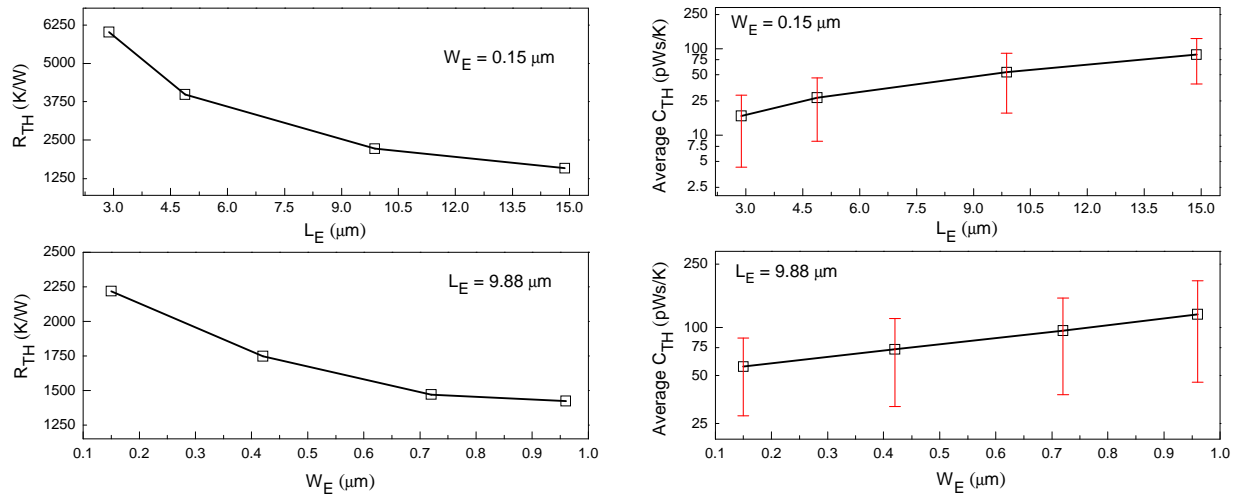 R_TH (K/W)
6250
5000
3750
2500
1250
W_E = 0.15 μm
3.0 4.5 6.0 7.5 9.0 10.5 12.0 13.5 15.0
L_E (μm)
Average C_TH (pWs/K)
250
100
75
50
25
10
7.5
5
2.5
W_E = 0.15 μm
3.0 4.5 6.0 7.5 9.0 10.5 12.0 13.5 15.0
L_E (μm)
R_TH (K/W)
2500
2250
2000
1750
1500
1250
L_E = 9.88 μm
0.1 0.2 0.3 0.4 0.5 0.6 0.7 0.8 0.9 1.0
W_E (μm)
Average C_TH (pWs/K)
250
100
75
50
25
L_E = 9.88 μm
0.1 0.2 0.3 0.4 0.5 0.6 0.7 0.8 0.9 1.0
W_E (μm)